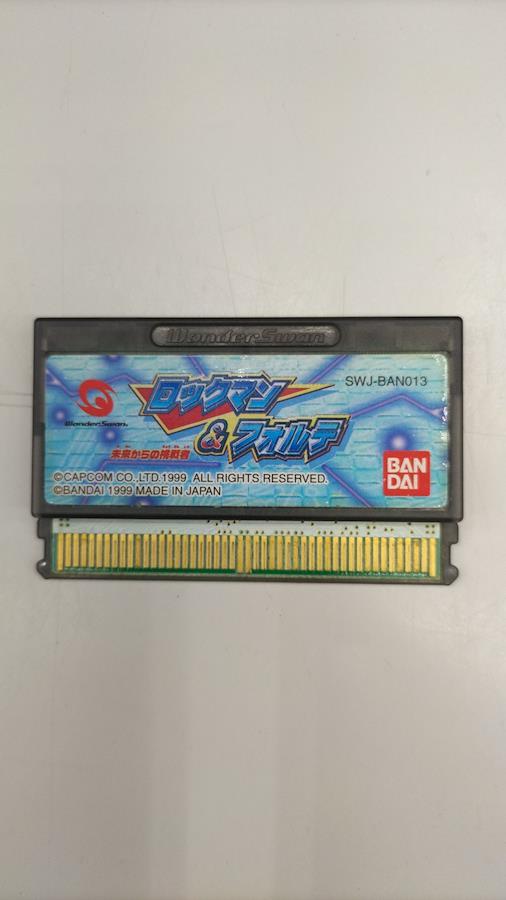 WonderSwan
SWJ-BAN013
ロックマン
&フォルテ
WonderSwan
未来からの挑戦者
©CAPCOM CO.,LTD.1999 ALL RIGHTS RESERVED.
©BANDAI 1999 MADE IN JAPAN
BAN
DAI